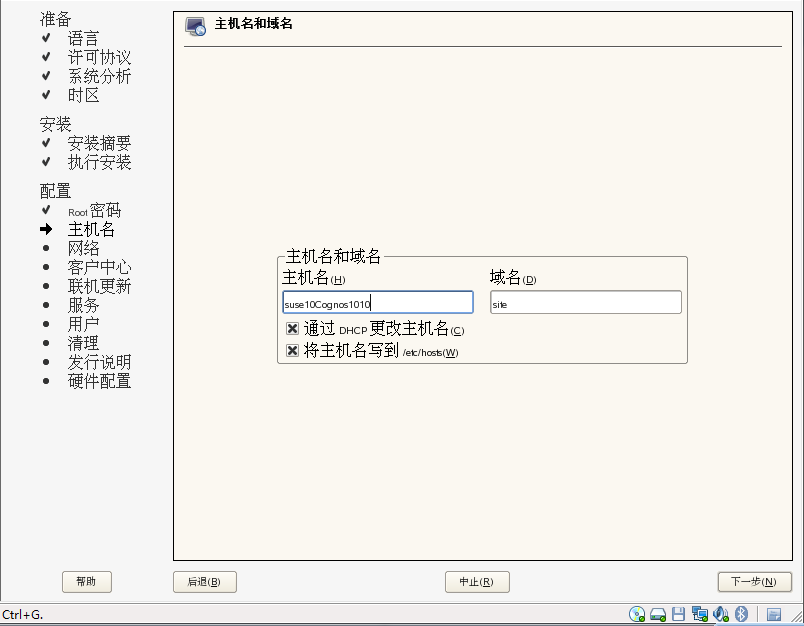 准备
语言
许可协议
系统分析
时区
安装
安装摘要
执行安装
配置
Root 密码
主机名
网络
客户中心
联机更新
服务
用户
清理
发行说明
硬件配置
主机名和域名
主机名和域名
主机名(H) 域名(D)
suse10Cognos1010 site
通过 DHCP 更改主机名(C)
将主机名写到 /etc/hosts(W)
帮助 后退(B) 中止(R) 下一步(N)
Ctrl+G.